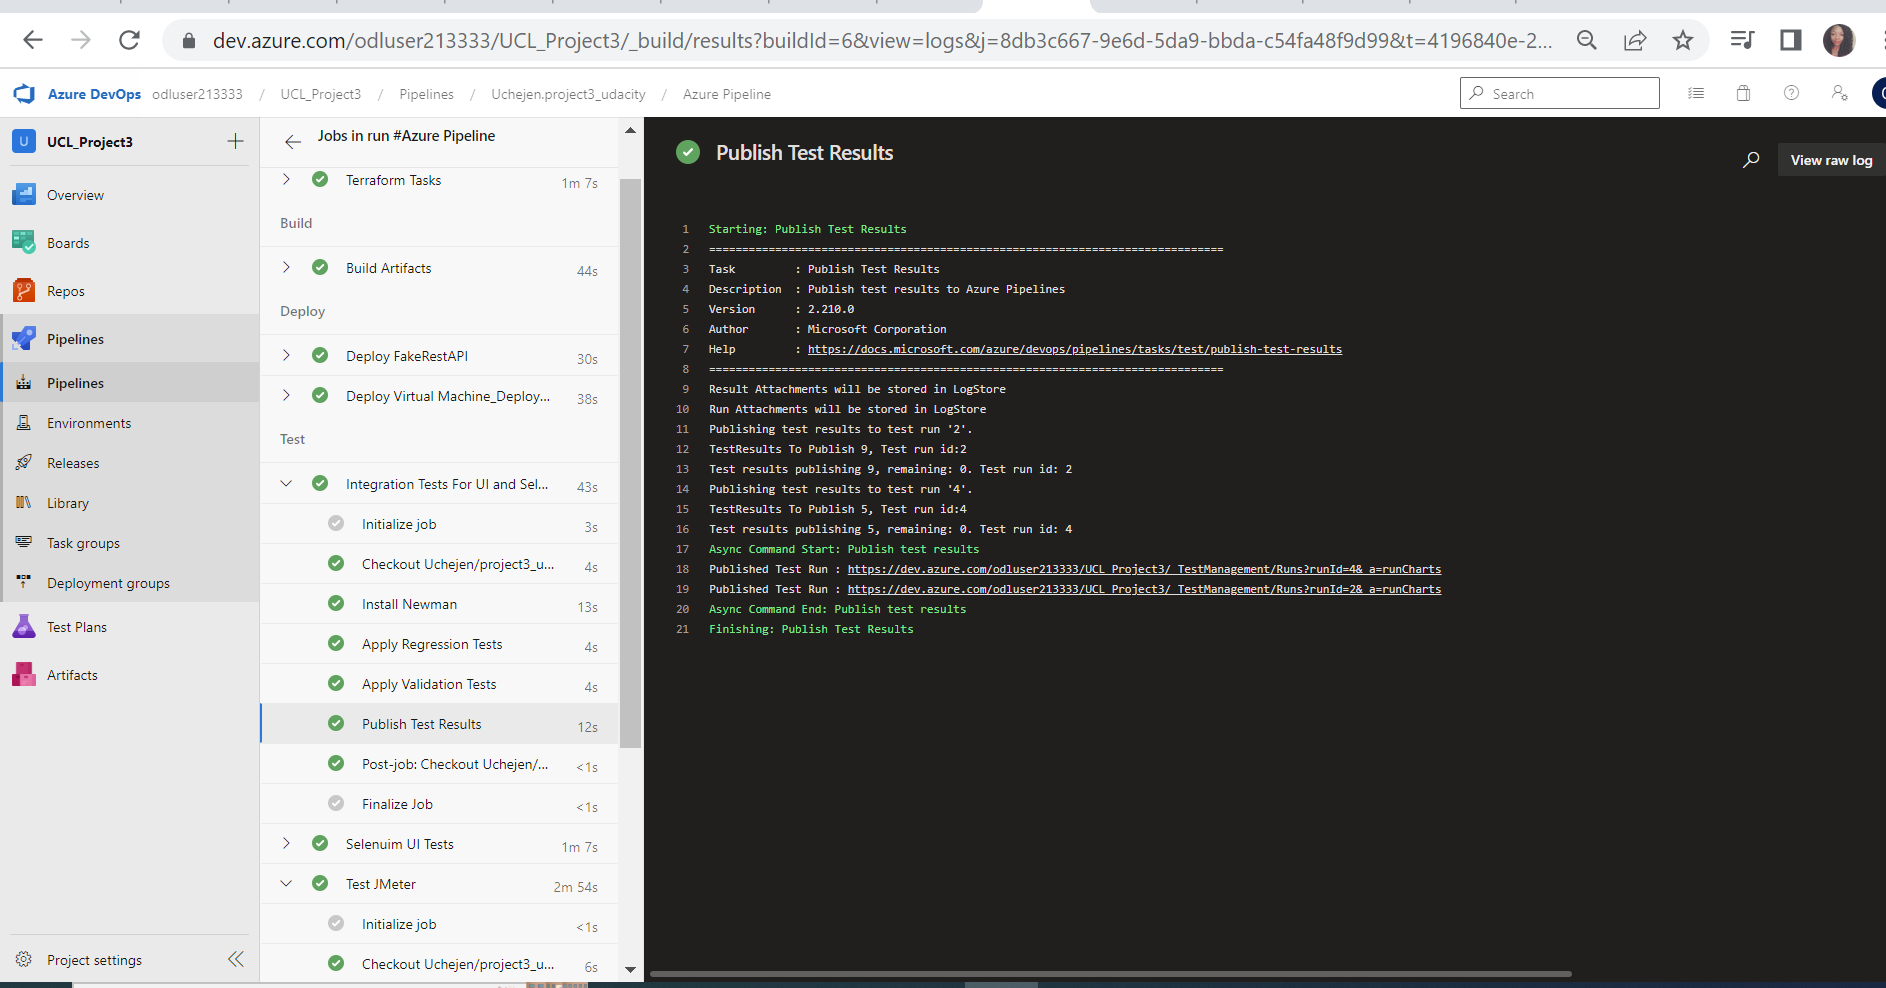 dev.azure.com/odluser213333/UCL_Project3/_build/results?buildId=6&view=logs&j=8db3c667-9e6d-5da9-bbda-c54fa48f9d99&t=4196840e-2...
Azure DevOps odluser213333 / UCL_Project3 / Pipelines / Uchejen.project3_udacity / Azure Pipeline
Search
U UCL_Project3
Overview
Boards
Repos
Pipelines
Pipelines
Environments
Releases
Library
Task groups
Deployment groups
Test Plans
Artifacts
Project settings
Jobs in run #Azure Pipeline
Terraform Tasks 1m 7s
Build
Build Artifacts 44s
Deploy
Deploy FakeRestAPI 30s
Deploy Virtual Machine_Deploy... 38s
Test
Integration Tests For UI and Sel... 43s
Initialize job 3s
Checkout Uchejen/project3_u... 4s
Install Newman 13s
Apply Regression Tests 4s
Apply Validation Tests 4s
Publish Test Results 12s
Post-job: Checkout Uchejen/... <1s
Finalize Job <1s
Selenuim UI Tests 1m 7s
Test JMeter 2m 54s
Initialize job <1s
Checkout Uchejen/project3_u... 6s
Publish Test Results
View raw log
1 Starting: Publish Test Results
2 ==============================================================================
3 Task : Publish Test Results
4 Description : Publish test results to Azure Pipelines
5 Version : 2.210.0
6 Author : Microsoft Corporation
7 Help : https://docs.microsoft.com/azure/devops/pipelines/tasks/test/publish-test-results
8 ==============================================================================
9 Result Attachments will be stored in LogStore
10 Run Attachments will be stored in LogStore
11 Publishing test results to test run '2'.
12 TestResults To Publish 9, Test run id:2
13 Test results publishing 9, remaining: 0. Test run id: 2
14 Publishing test results to test run '4'.
15 TestResults To Publish 5, Test run id:4
16 Test results publishing 5, remaining: 0. Test run id: 4
17 Async Command Start: Publish test results
18 Published Test Run : https://dev.azure.com/odluser213333/UCL_Project3/_TestManagement/Runs?runId=4&_a=runCharts
19 Published Test Run : https://dev.azure.com/odluser213333/UCL_Project3/_TestManagement/Runs?runId=2&_a=runCharts
20 Async Command End: Publish test results
21 Finishing: Publish Test Results